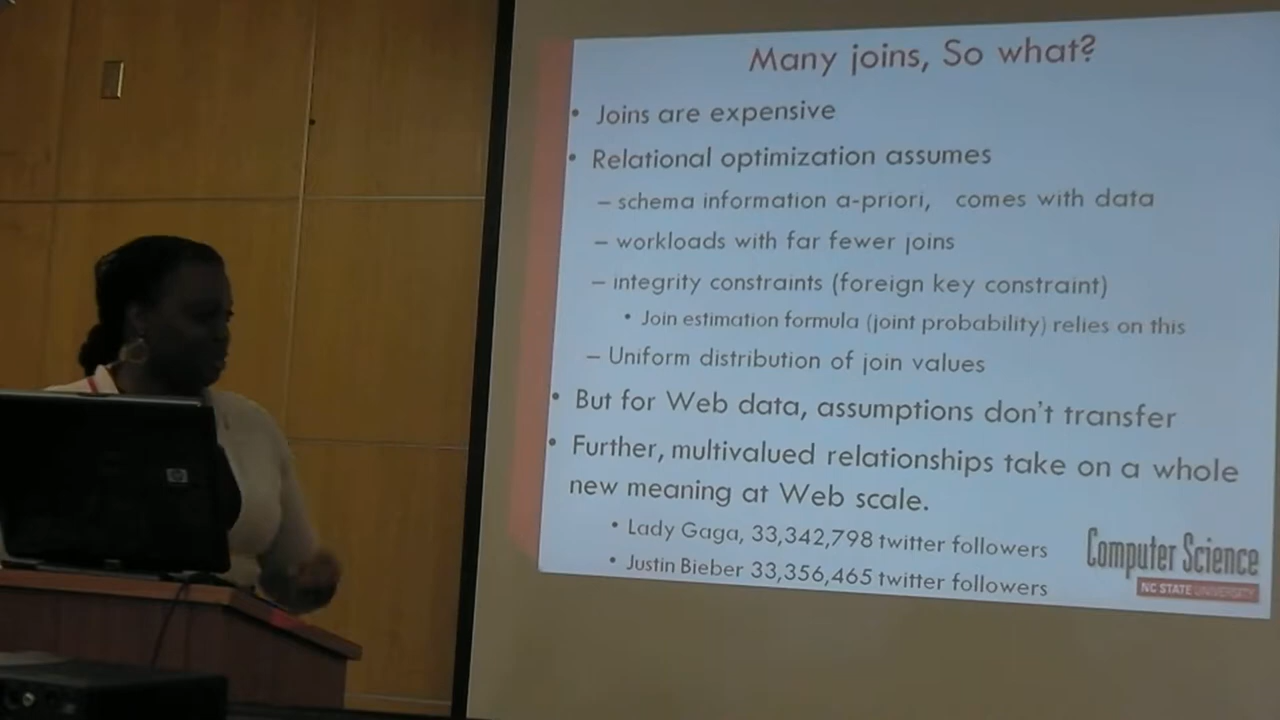 Many joins, So what?
• Joins are expensive
• Relational optimization assumes
– schema information a-priori, comes with data
– workloads with far fewer joins
– integrity constraints (foreign key constraint)
• Join estimation formula (joint probability) relies on this
– Uniform distribution of join values
• But for Web data, assumptions don't transfer
• Further, multivalued relationships take on a whole
new meaning at Web scale.
• Lady Gaga, 33,342,798 twitter followers
• Justin Bieber 33,356,465 twitter followers
Computer Science
NC STATE UNIVERSITY
hp